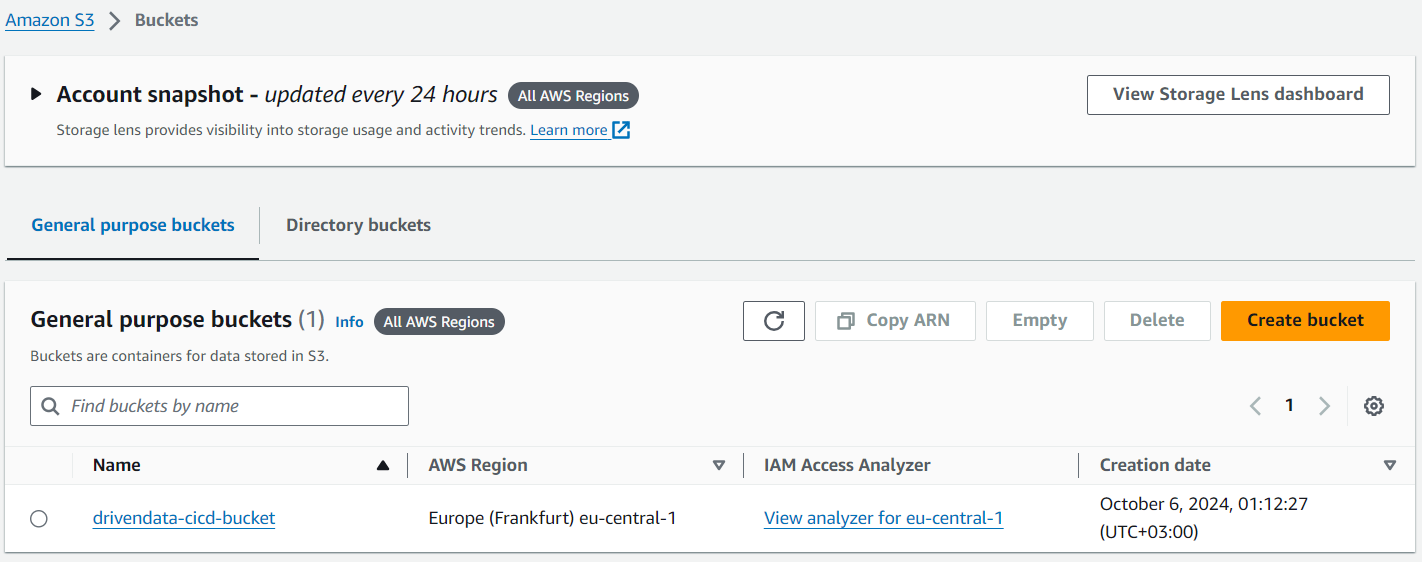 Amazon S3 > Buckets
Account snapshot - updated every 24 hours All AWS Regions
View Storage Lens dashboard
Storage lens provides visibility into storage usage and activity trends. Learn more
General purpose buckets Directory buckets
General purpose buckets (1) Info All AWS Regions
Copy ARN Empty Delete Create bucket
Buckets are containers for data stored in S3.
Find buckets by name
1
Name AWS Region IAM Access Analyzer Creation date
drivendata-cicd-bucket Europe (Frankfurt) eu-central-1 View analyzer for eu-central-1 October 6, 2024, 01:12:27
(UTC+03:00)